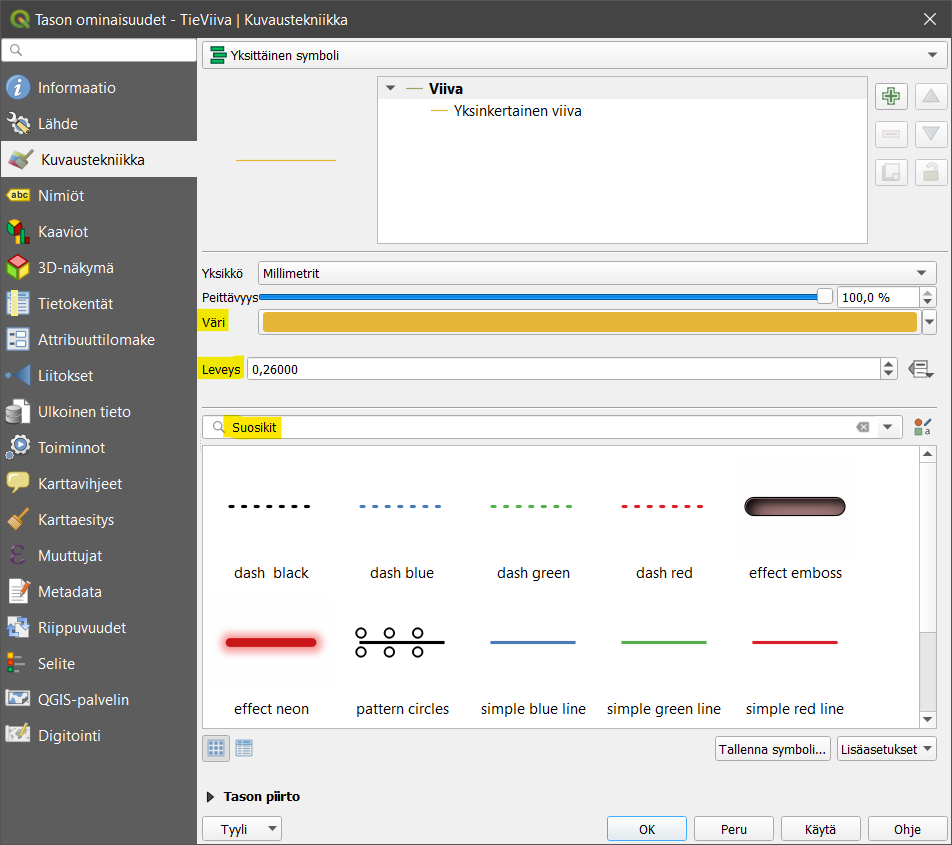 Tason ominaisuudet - TieViiva | Kuvaustekniikka
Informaatio
Lähde
Kuvaustekniikka
abc Nimiöt
Kaaviot
3D-näkymä
Tietokentät
Attribuuttilomake
Liitokset
Ulkoinen tieto
Toiminnot
Karttavihjeet
Karttaesitys
Muuttujat
Metadata
Riippuvuudet
Selite
QGIS-palvelin
Digitointi
Yksittäinen symboli
Viiva
Yksinkertainen viiva
Yksikkö Millimetrit
Peittävyys 100,0 %
Väri
Leveys 0,26000
Suosikit
dash  black dash blue dash green dash red effect emboss
effect neon pattern circles simple blue line simple green line simple red line
Tallenna symboli... Lisäasetukset
Tason piirto
Tyyli OK Peru Käytä Ohje